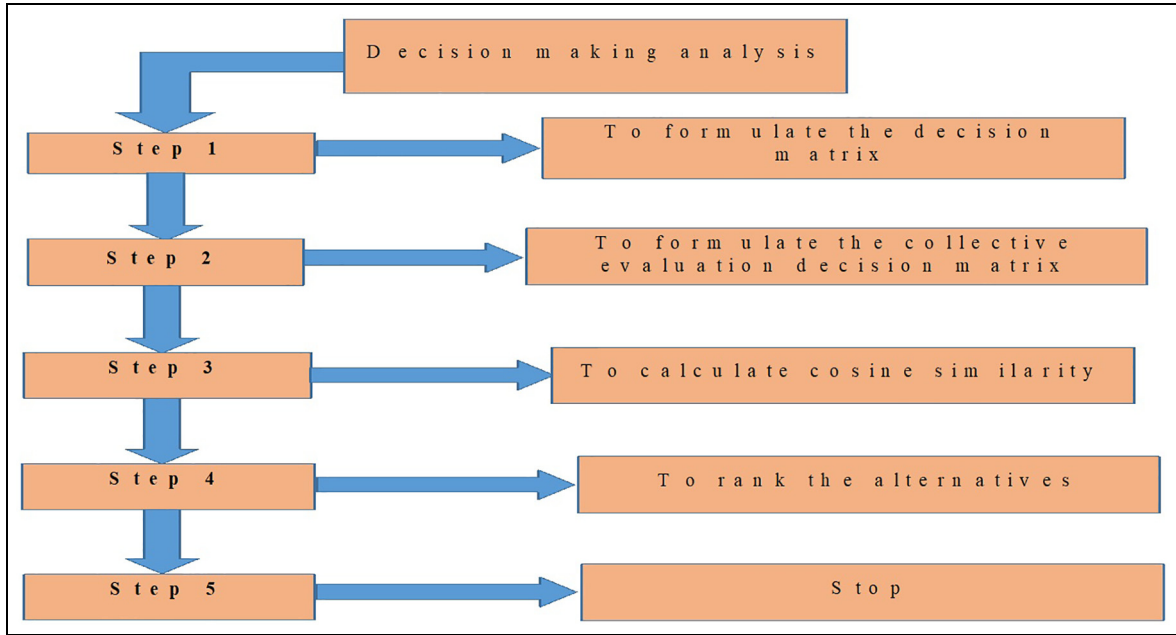 Decision making analysis
Step 1
To formulate the decision
matrix
Step 2
To formulate the collective
evaluation decision matrix
Step 3
To calculate cosine similarity
Step 4
To rank the alternatives
Step 5
Stop